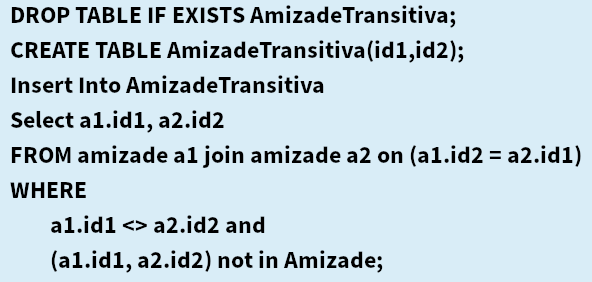 DROP TABLE IF EXISTS AmizadeTransitiva;
CREATE TABLE AmizadeTransitiva(id1,id2);
Insert Into AmizadeTransitiva
Select a1.id1, a2.id2
FROM amizade a1 join amizade a2 on (a1.id2 = a2.id1)
WHERE
a1.id1 <> a2.id2 and
(a1.id1, a2.id2) not in Amizade;